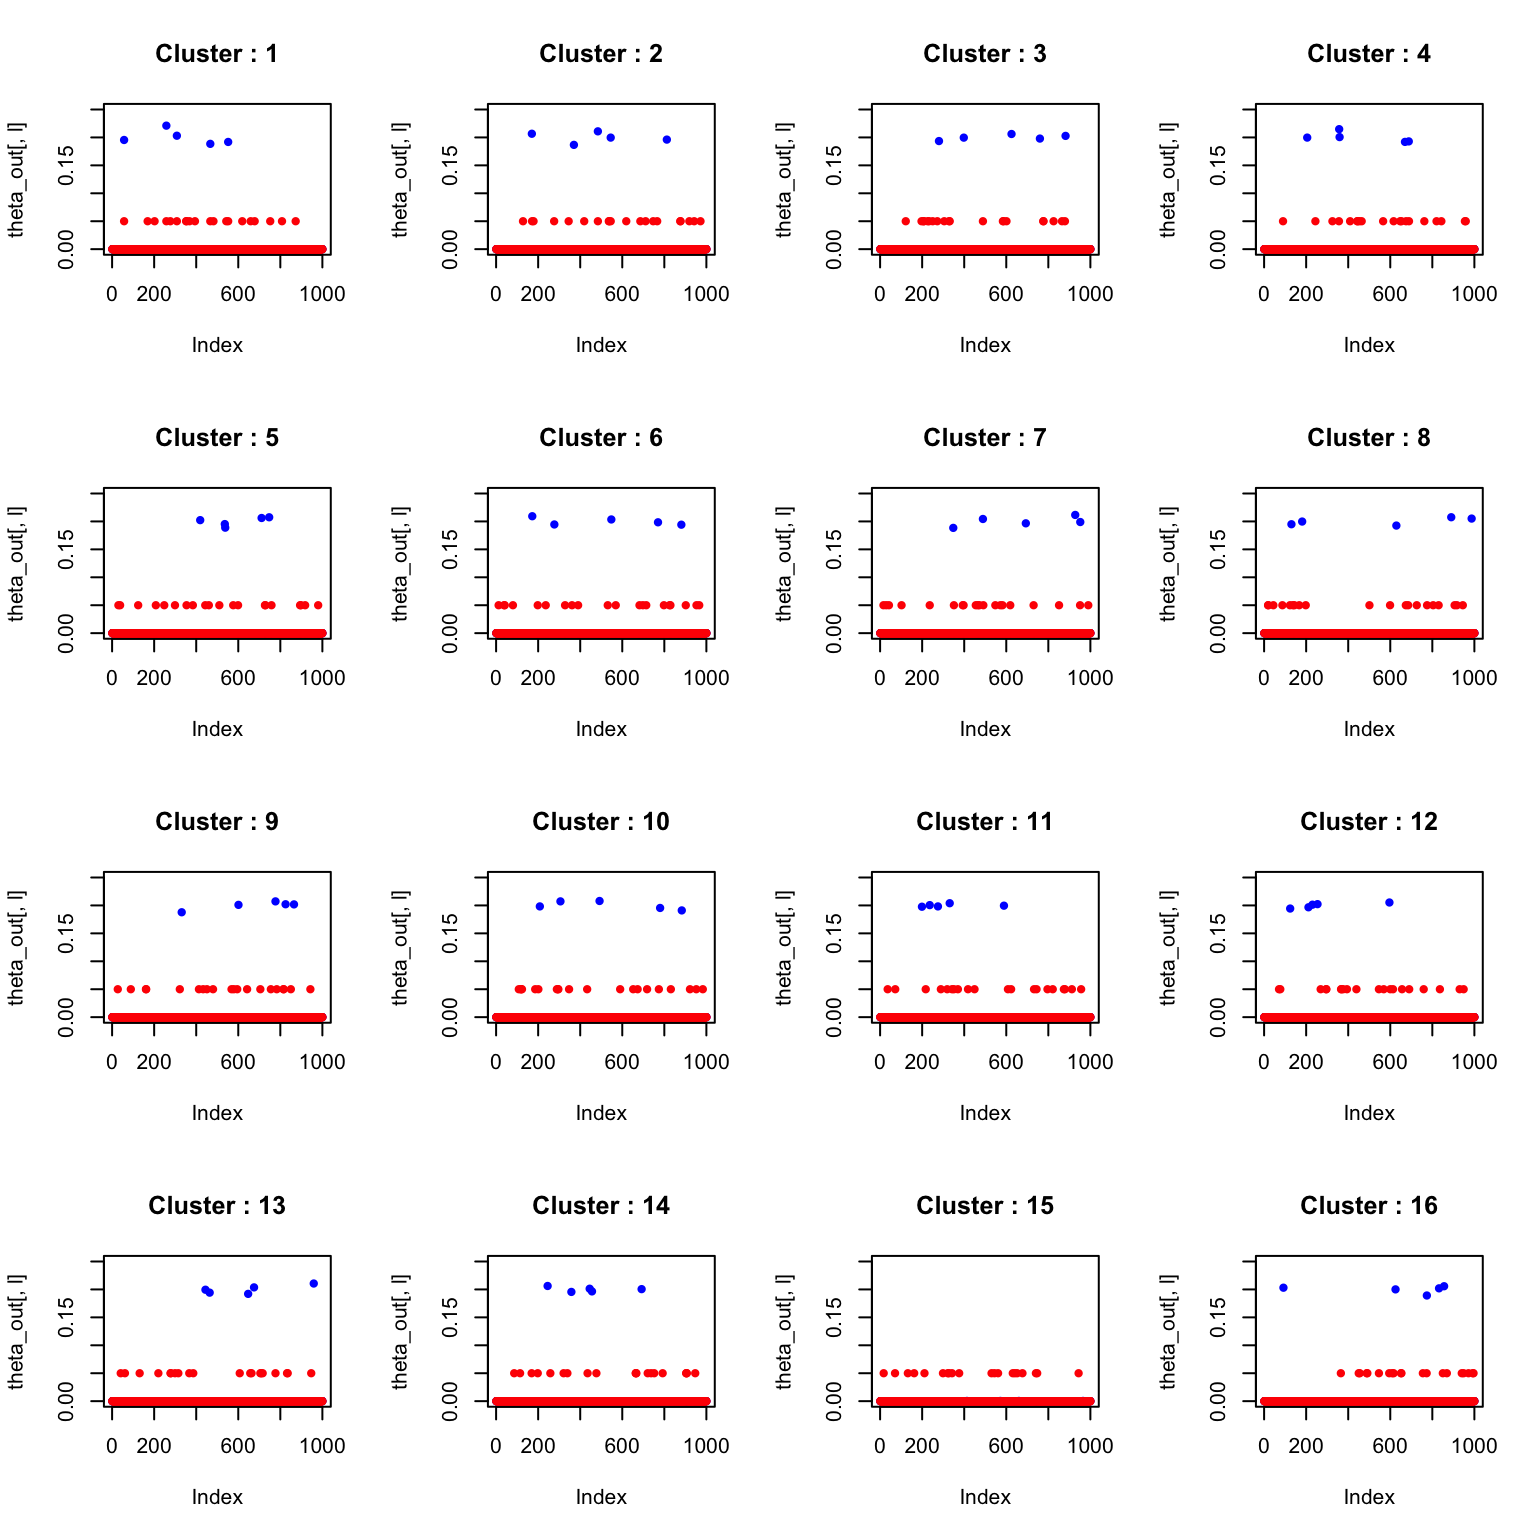 Cluster : 1
theta_out[, l]
0.00 0.15
0 200 600 1000
Index
Cluster : 2
theta_out[, l]
0.00 0.15
0 200 600 1000
Index
Cluster : 3
theta_out[, l]
0.00 0.15
0 200 600 1000
Index
Cluster : 4
theta_out[, l]
0.00 0.15
0 200 600 1000
Index
Cluster : 5
theta_out[, l]
0.00 0.15
0 200 600 1000
Index
Cluster : 6
theta_out[, l]
0.00 0.15
0 200 600 1000
Index
Cluster : 7
theta_out[, l]
0.00 0.15
0 200 600 1000
Index
Cluster : 8
theta_out[, l]
0.00 0.15
0 200 600 1000
Index
Cluster : 9
theta_out[, l]
0.00 0.15
0 200 600 1000
Index
Cluster : 10
theta_out[, l]
0.00 0.15
0 200 600 1000
Index
Cluster : 11
theta_out[, l]
0.00 0.15
0 200 600 1000
Index
Cluster : 12
theta_out[, l]
0.00 0.15
0 200 600 1000
Index
Cluster : 13
theta_out[, l]
0.00 0.15
0 200 600 1000
Index
Cluster : 14
theta_out[, l]
0.00 0.15
0 200 600 1000
Index
Cluster : 15
theta_out[, l]
0.00 0.15
0 200 600 1000
Index
Cluster : 16
theta_out[, l]
0.00 0.15
0 200 600 1000
Index